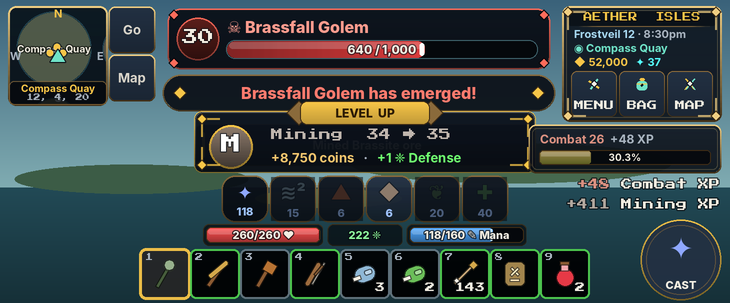 N
W
E
Compass Quay
Compass Quay
12, 4, 20
Go
Map
30
Brassfall Golem
640 / 1,000
Brassfall Golem has emerged!
LEVEL UP
M
Mining 34 → 35
+8,750 coins · +1 Defense
AETHER ISLES
Frostveil 12 · 8:30pm
Compass Quay
52,000 37
MENU
BAG
MAP
Combat 26 +48 XP
30.3%
+48 Combat XP
+411 Mining XP
118
2
15
6
6
20
40
260/260
222
118/160 Mana
1
2
3
4
5
3
6
2
7
143
8
9
2
CAST